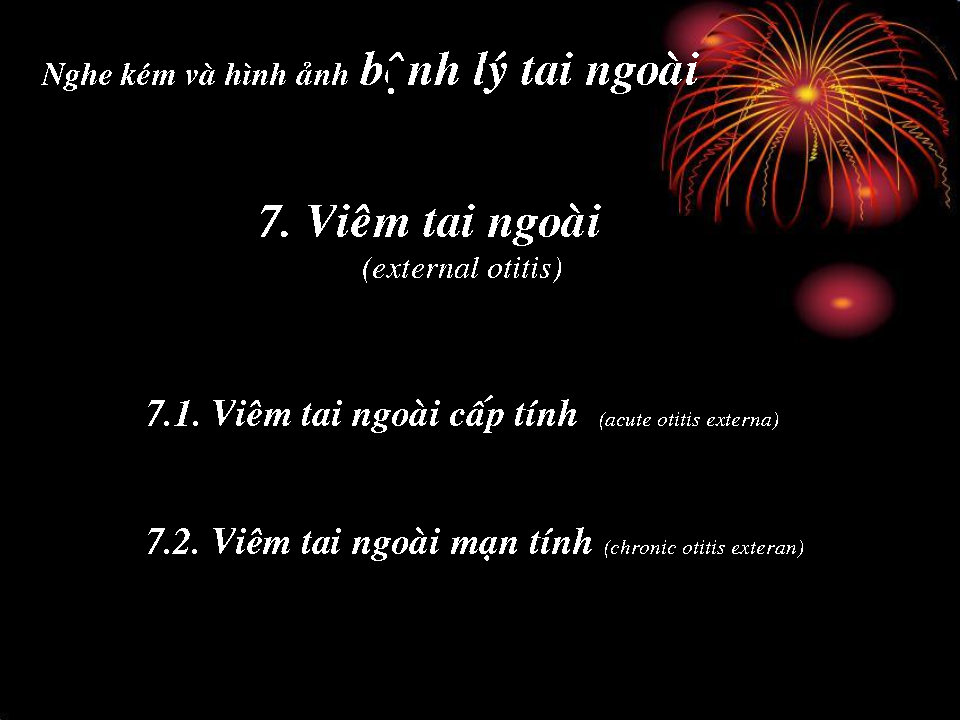 Nghe kém và hình ảnh bệnh lý tai ngoài
7. Viêm tai ngoài
(external otitis)
7.1. Viêm tai ngoài cấp tính (acute otitis externa)
7.2. Viêm tai ngoài mạn tính (chronic otitis exteran)